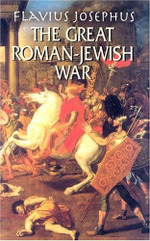 FLAVIUS JOSEPHUS
THE GREAT
ROMAN-JEWISH
WAR